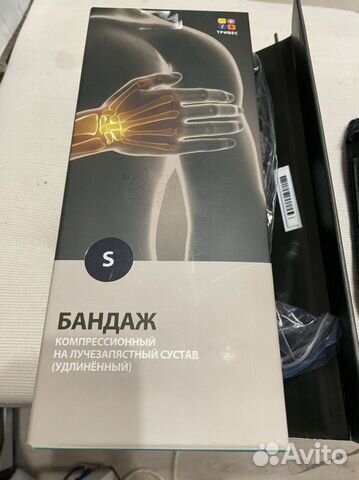 ТРИВЕС
S
БАНДАЖ
КОМПРЕССИОННЫЙ
НА ЛУЧЕЗАПЯСТНЫЙ СУСТАВ
(УДЛИНЁННЫЙ)
Avito